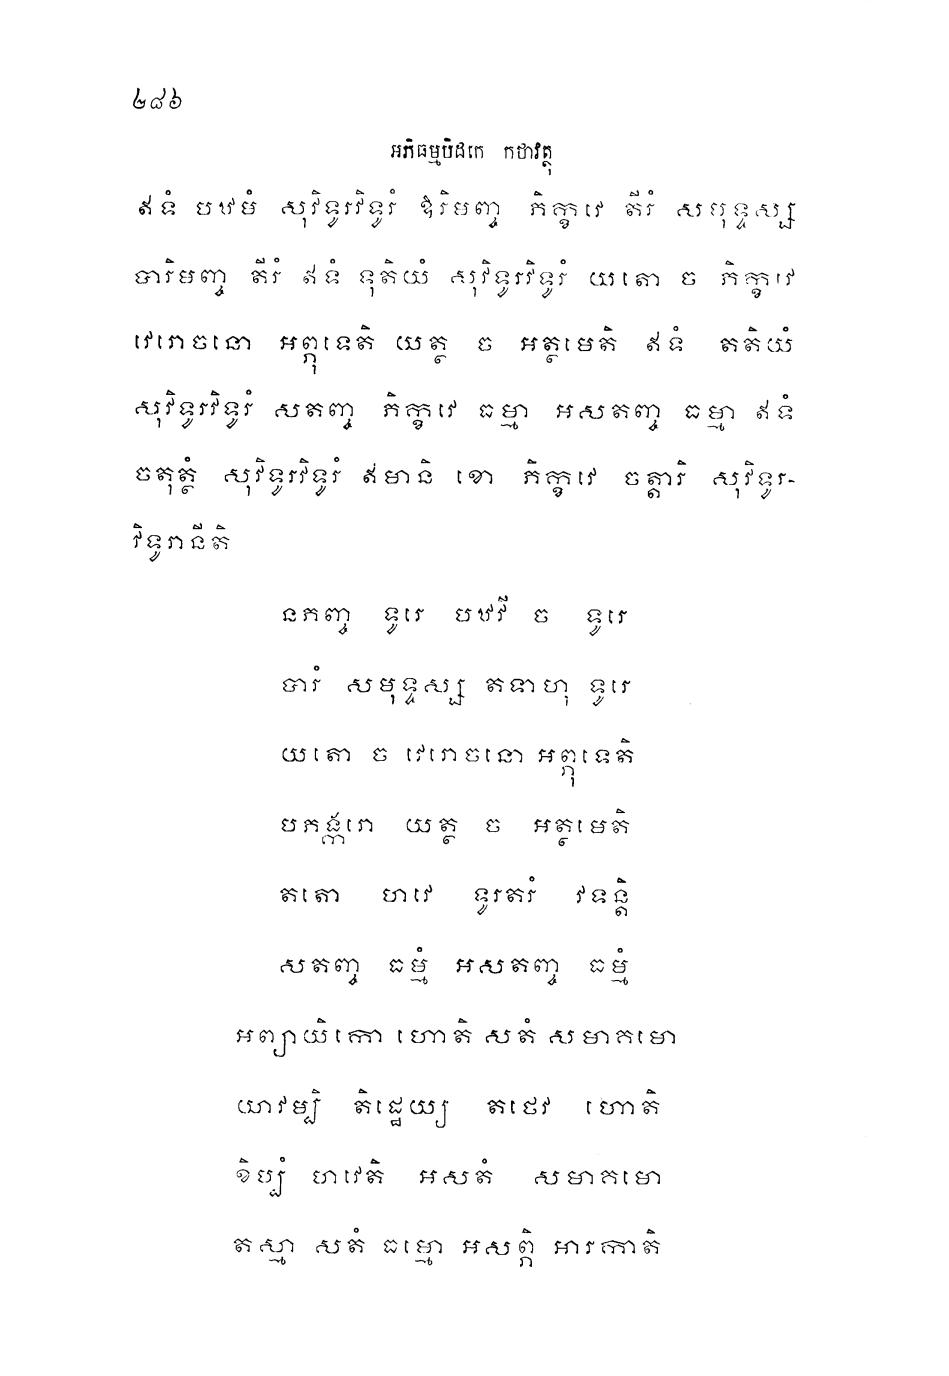 ២៨៦
អភិធម្មបិដកេ កថាវត្ថុ
ឥទំ បឋមំ សុវិទូរវិទូរំ ឱរិមញ្ច ភិក្ខវេ តីរំ សមុទ្ទស្ស
បារិមញ្ច តីរំ ឥទំ ទុតិយំ សុវិទូរវិទូរំ យតោ ច ភិក្ខវេ
វេរោចនោ អព្ភុទេតិ យត្ថ ច អត្ថមេតិ ឥទំ តតិយំ
សុវិទូរវិទូរំ សតញ្ច ភិក្ខវេ ធម្មោ អសតញ្ច ធម្មោ ឥទំ
ចតុត្ថំ សុវិទូរវិទូរំ ឥមានិ ខោ ភិក្ខវេ ចត្តារិ សុវិទូរ-
វិទូរានីតិ
នភញ្ច ទូរេ បឋវី ច ទូរេ
បារំ សមុទ្ទស្ស តទាហុ ទូរេ
យតោ ច វេរោចនោ អព្ភុទេតិ
បភង្ករោ យត្ថ ច អត្ថមេតិ
តតោ ហវេ ទូរតរំ វទន្តិ
សតញ្ច ធម្មំ អសតញ្ច ធម្មំ
អព្យាយិកោ ហោតិ សតំ សមាគមោ
យាវម្បិ តិដ្ឋេយ្យ តថេវ ហោតិ
ខិប្បំ ហវេតិ អសតំ សមាគមោ
តស្មា សតំ ធម្មោ អសព្ភិ អារកាតិ